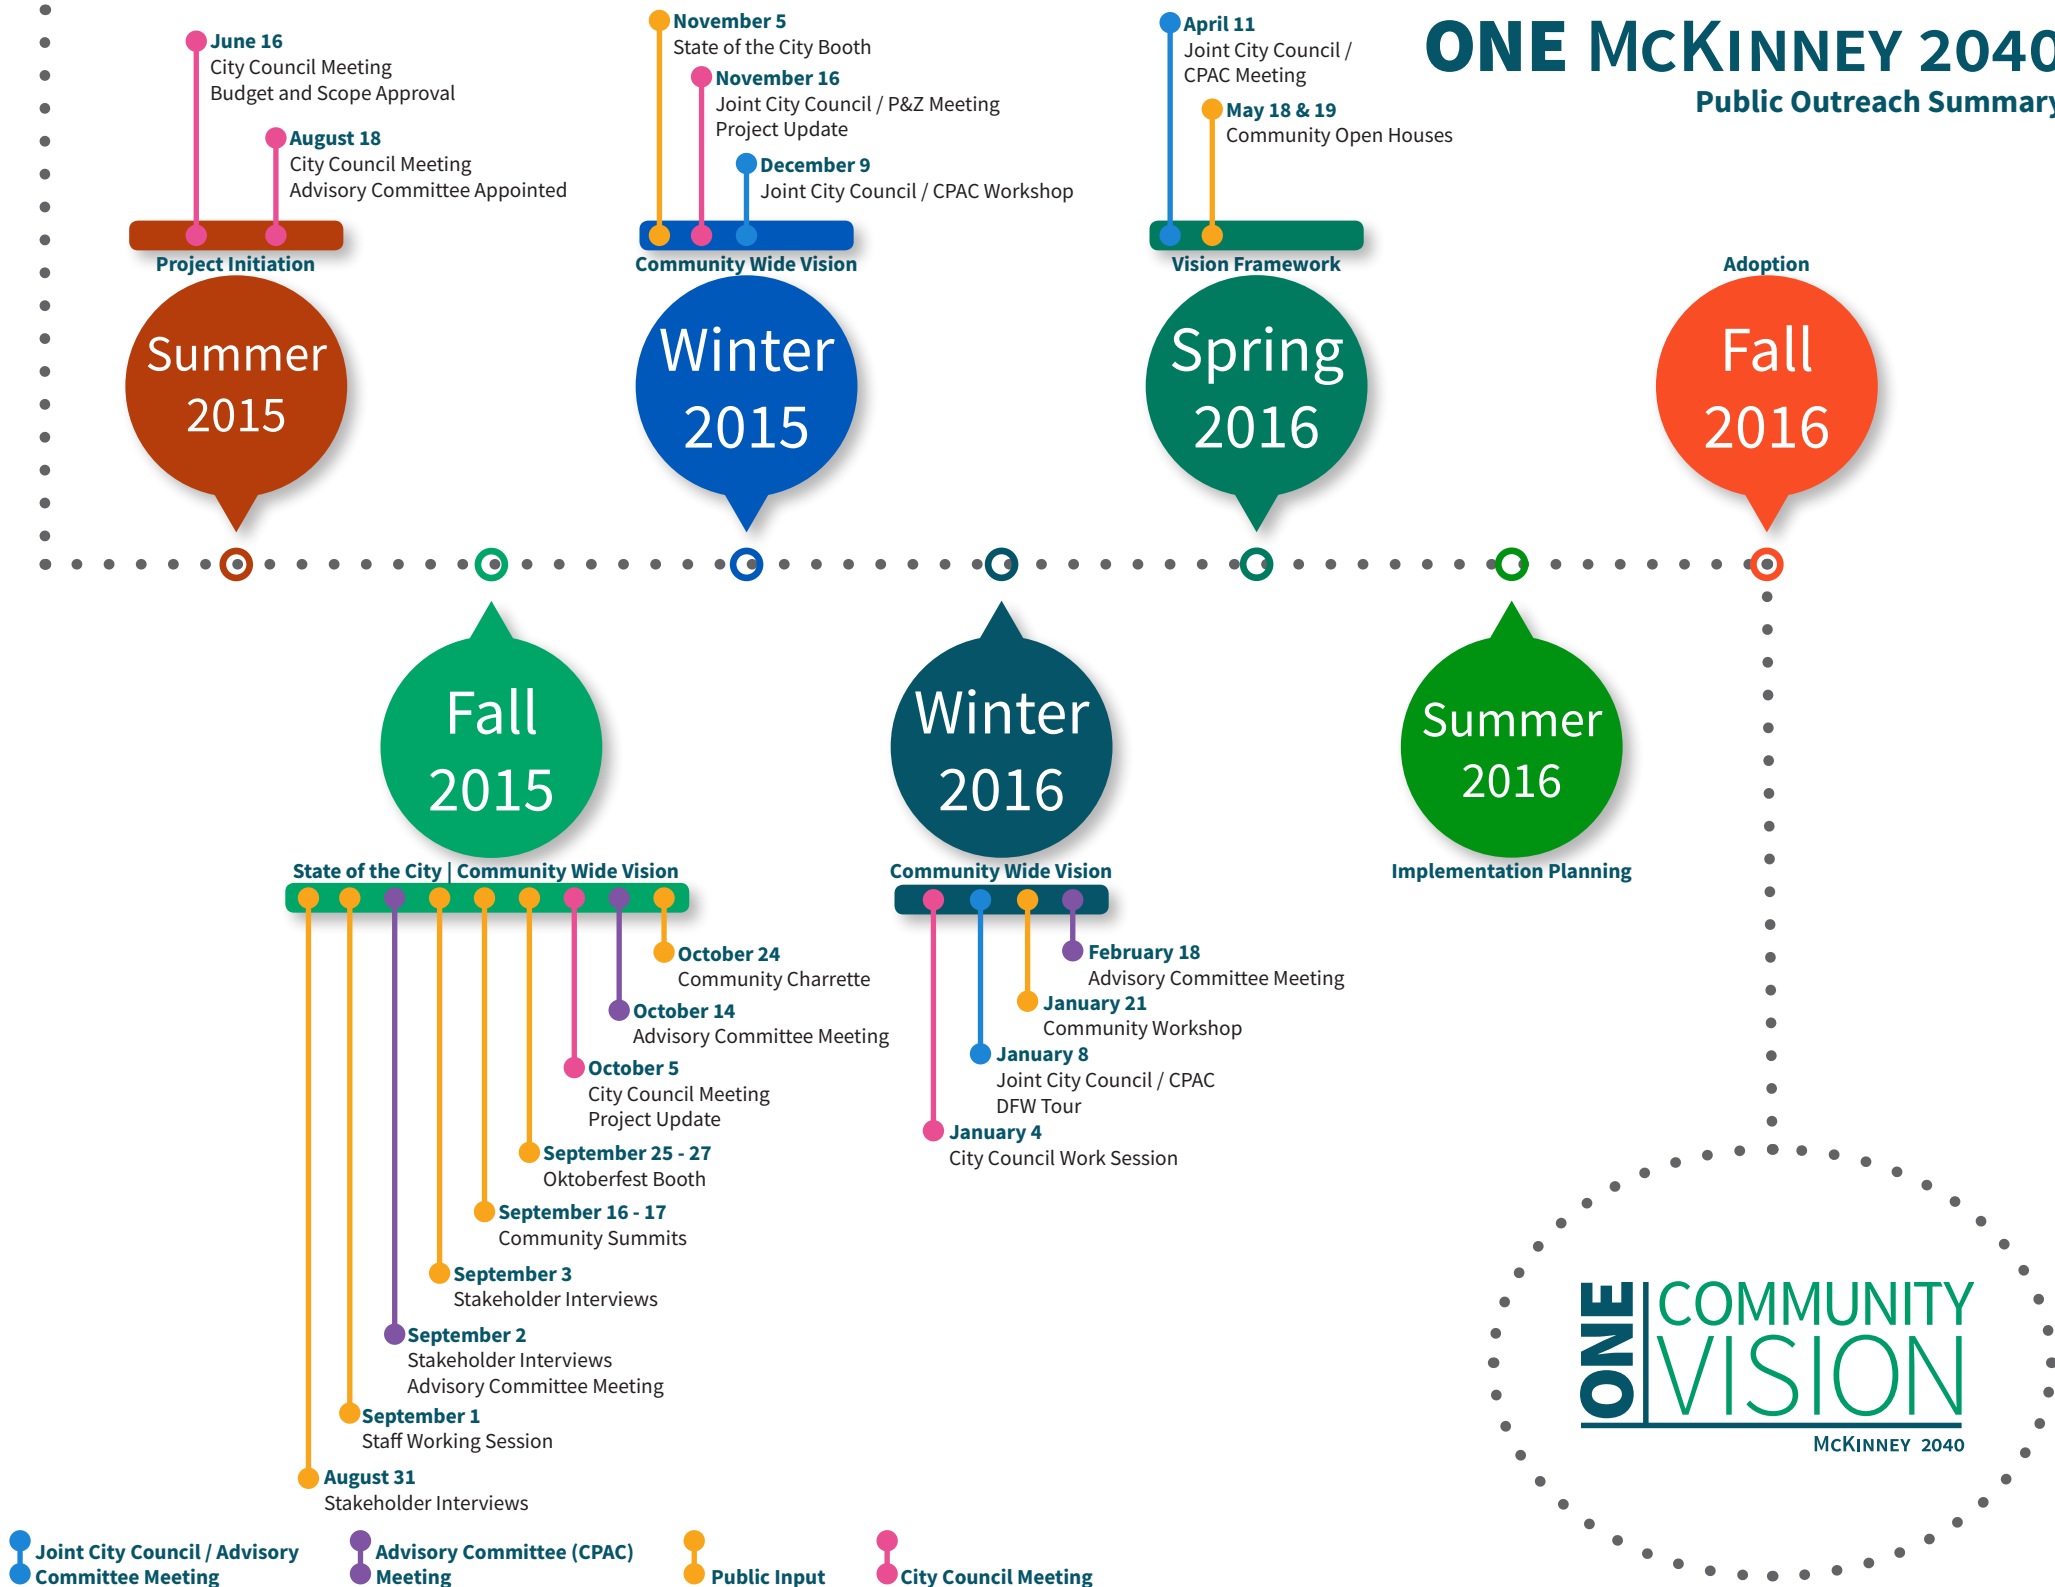 ONE McKINNEY 2040
Public Outreach Summary
June 16
City Council Meeting
Budget and Scope Approval
August 18
City Council Meeting
Advisory Committee Appointed
Project Initiation
Summer
2015
November 5
State of the City Booth
November 16
Joint City Council / P&Z Meeting
Project Update
December 9
Joint City Council / CPAC Workshop
Community Wide Vision
Winter
2015
April 11
Joint City Council /
CPAC Meeting
May 18 & 19
Community Open Houses
Vision Framework
Spring
2016
Adoption
Fall
2016
Fall
2015
State of the City | Community Wide Vision
October 24
Community Charrette
October 14
Advisory Committee Meeting
October 5
City Council Meeting
Project Update
September 25 - 27
Oktoberfest Booth
September 16 - 17
Community Summits
September 3
Stakeholder Interviews
September 2
Stakeholder Interviews
Advisory Committee Meeting
September 1
Staff Working Session
August 31
Stakeholder Interviews
Winter
2016
Community Wide Vision
February 18
Advisory Committee Meeting
January 21
Community Workshop
January 8
Joint City Council / CPAC
DFW Tour
January 4
City Council Work Session
Summer
2016
Implementation Planning
ONE
COMMUNITY
VISION
McKINNEY 2040
Joint City Council / Advisory
Committee Meeting
Advisory Committee (CPAC)
Meeting
Public Input
City Council Meeting